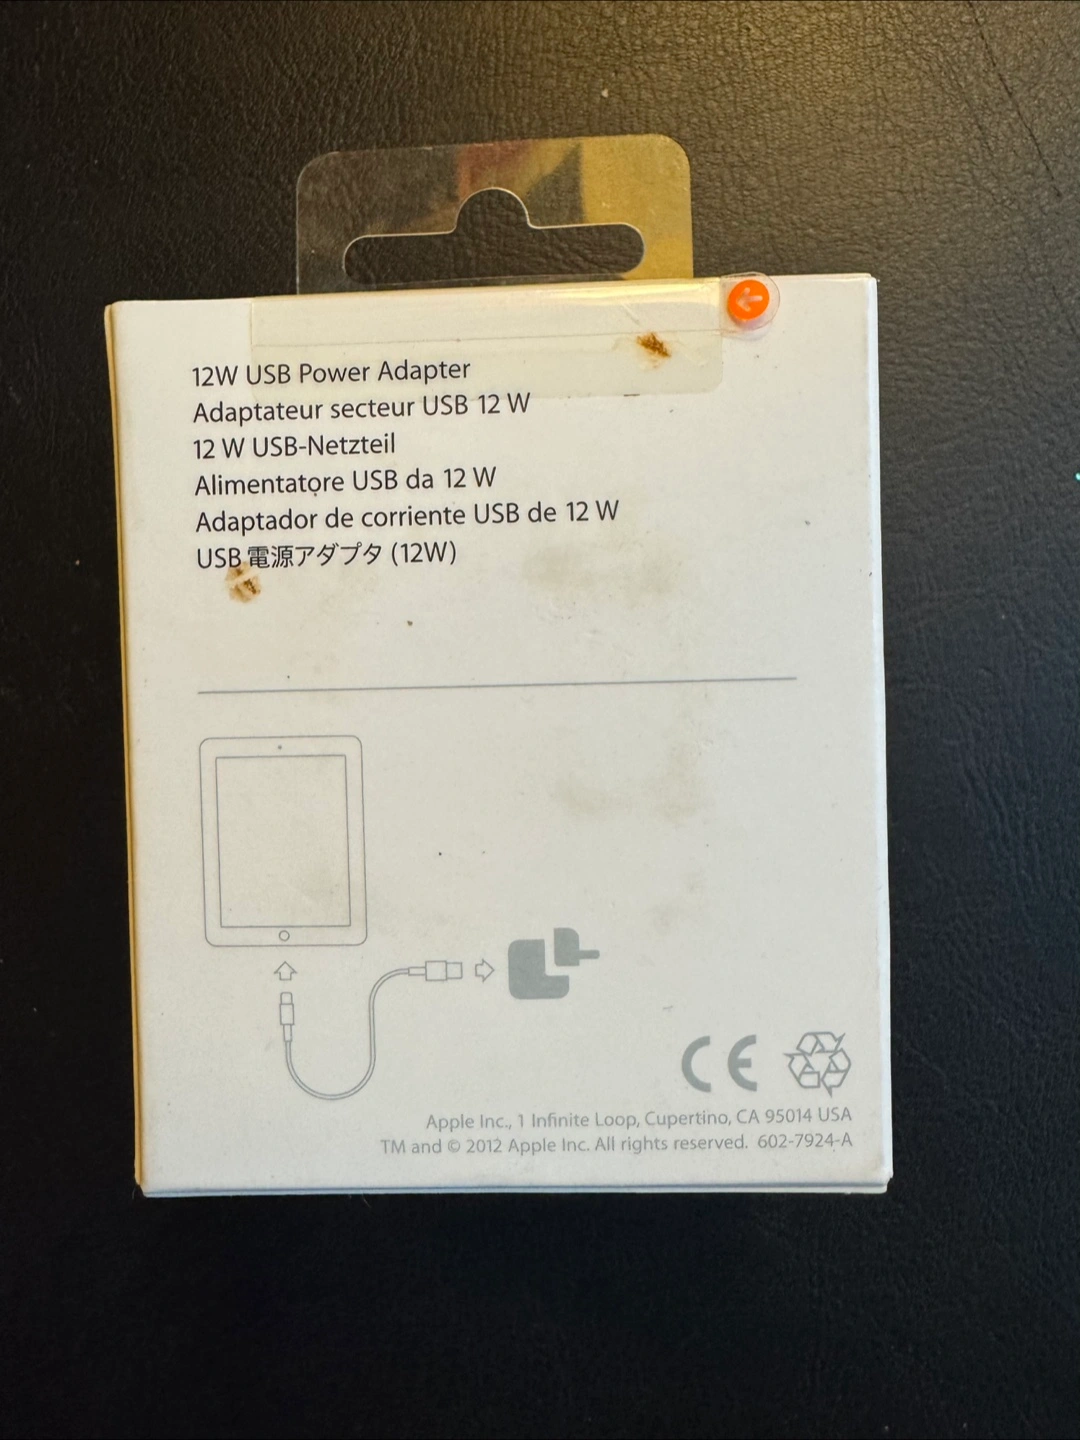 12W USB Power Adapter
Adaptateur secteur USB 12 W
12 W USB-Netzteil
Alimentatore USB da 12 W
Adaptador de corriente USB de 12 W
USB 電源アダプタ (12W)
CE
Apple Inc., 1 Infinite Loop, Cupertino, CA 95014 USA
TM and © 2012 Apple Inc. All rights reserved. 602-7924-A